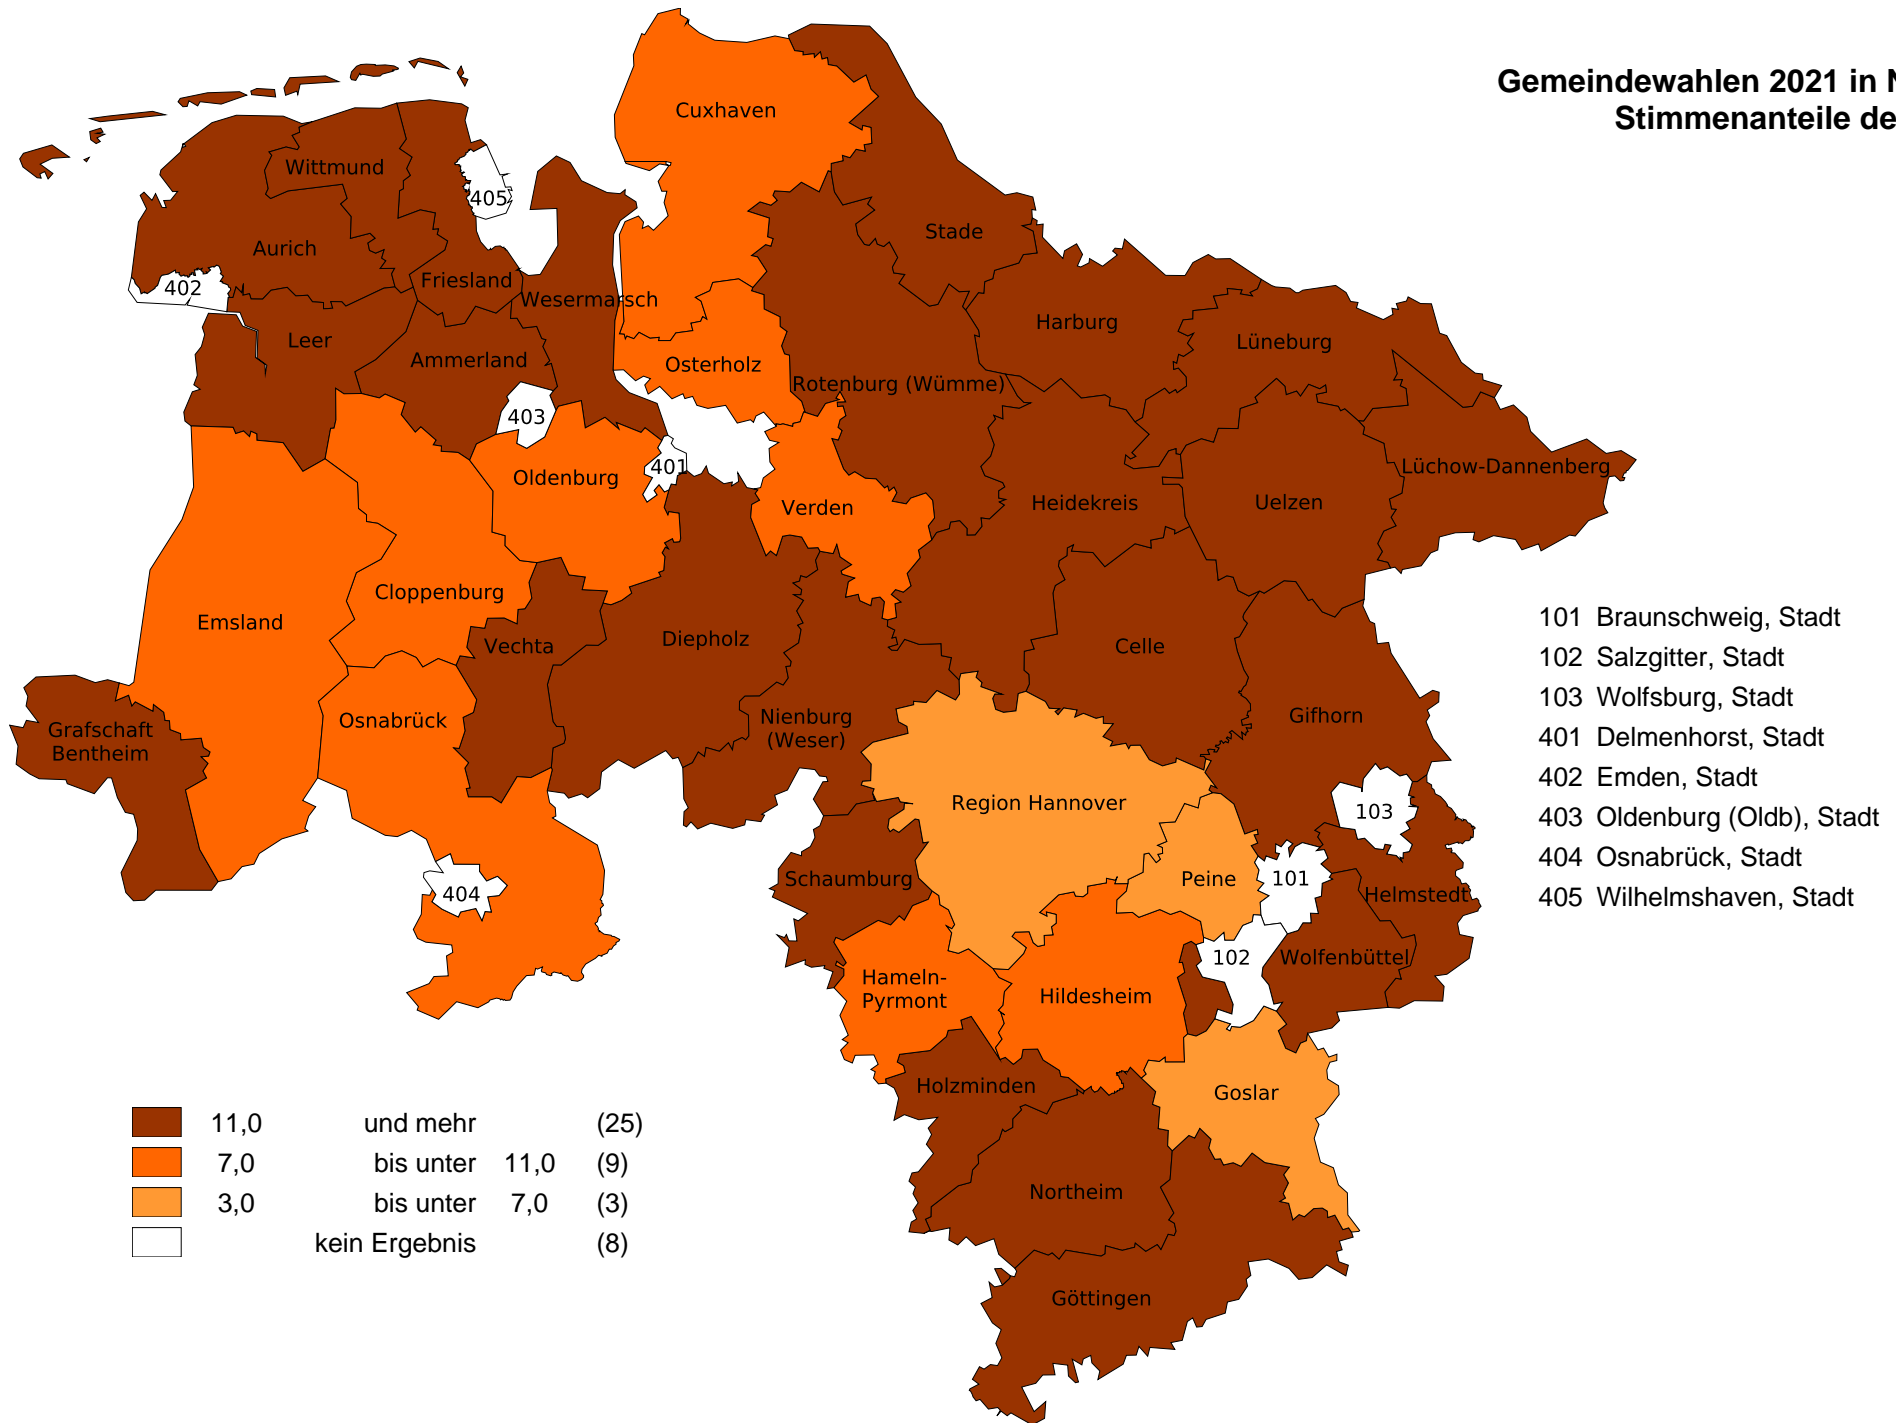 Gemeindewahlen 2021 in N
Stimmenanteile de
Cuxhaven
Wittmund
405
Stade
Aurich
Friesland
402
Wesermarsch
Harburg
Leer
Lüneburg
Ammerland
Osterholz
Rotenburg (Wümme)
403
401
Lüchow-Dannenberg
Oldenburg
Verden
Heidekreis
Uelzen
Cloppenburg
Emsland
Diepholz
Vechta
Celle
Osnabrück
Nienburg
(Weser)
Gifhorn
Grafschaft
Bentheim
Region Hannover
103
Schaumburg
Peine
101
404
Helmstedt
102
Wolfenbüttel
Hameln-
Pyrmont
Hildesheim
Holzminden
Goslar
Northeim
Göttingen
101 Braunschweig, Stadt
102 Salzgitter, Stadt
103 Wolfsburg, Stadt
401 Delmenhorst, Stadt
402 Emden, Stadt
403 Oldenburg (Oldb), Stadt
404 Osnabrück, Stadt
405 Wilhelmshaven, Stadt
11,0 und mehr (25)
7,0 bis unter 11,0 (9)
3,0 bis unter 7,0 (3)
kein Ergebnis (8)